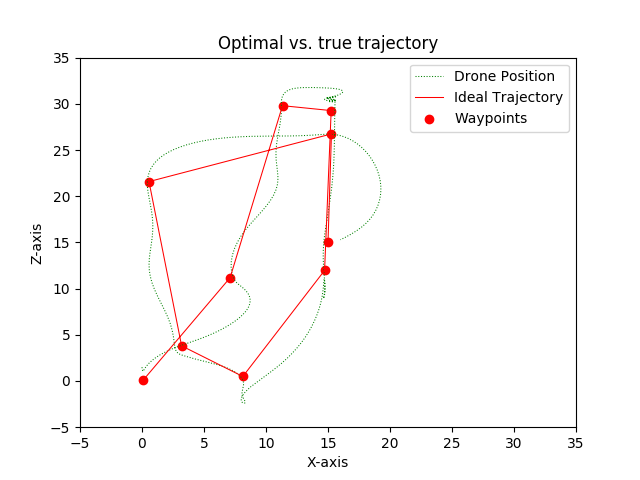 Optimal vs. true trajectory
Drone Position
Ideal Trajectory
Waypoints
35
30
25
20
15
10
5
0
−5
Z-axis
−5 0 5 10 15 20 25 30 35
X-axis